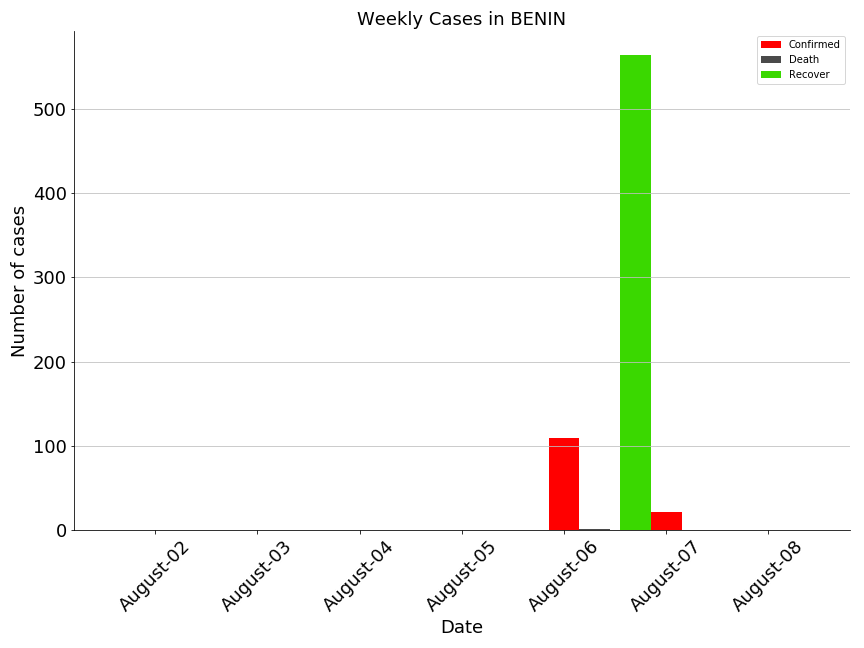 Weekly Cases in BENIN
Confirmed
Death
Recover
Number of cases
500
400
300
200
100
0
August-02
August-03
August-04
August-05
August-06
August-07
August-08
Date